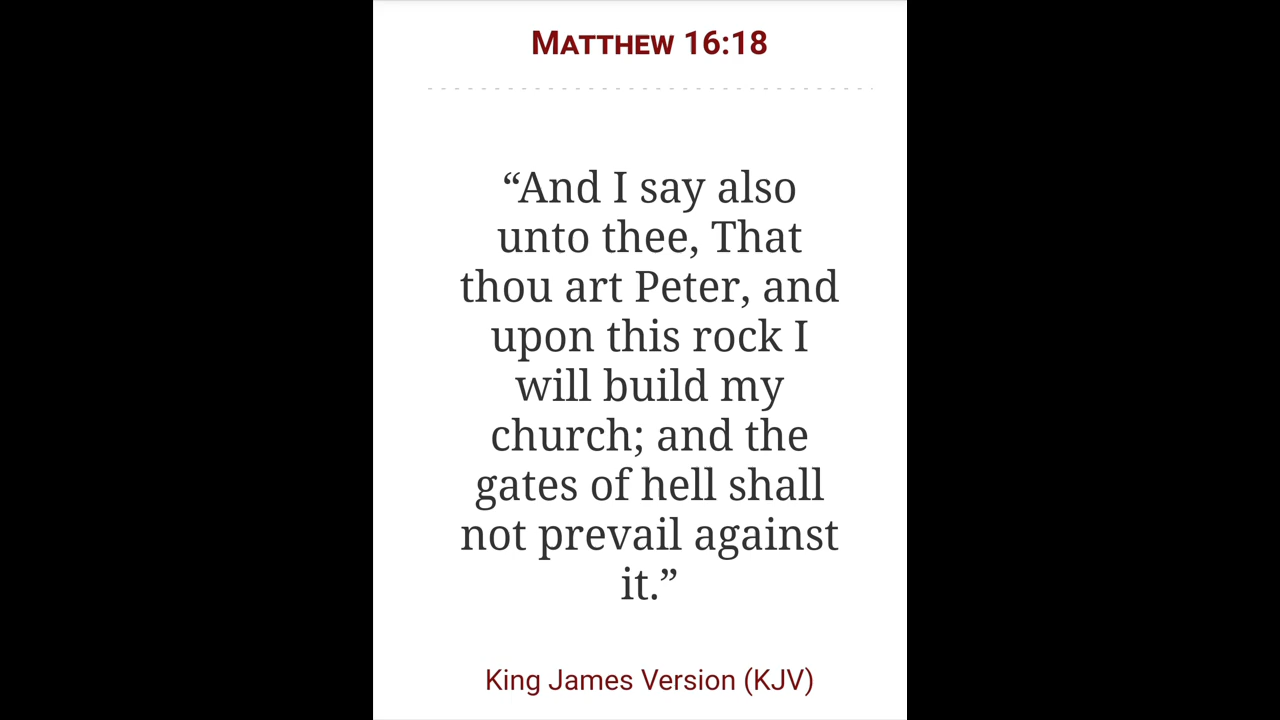 MATTHEW 16:18
“And I say also
unto thee, That
thou art Peter, and
upon this rock I
will build my
church; and the
gates of hell shall
not prevail against
it.”
King James Version (KJV)